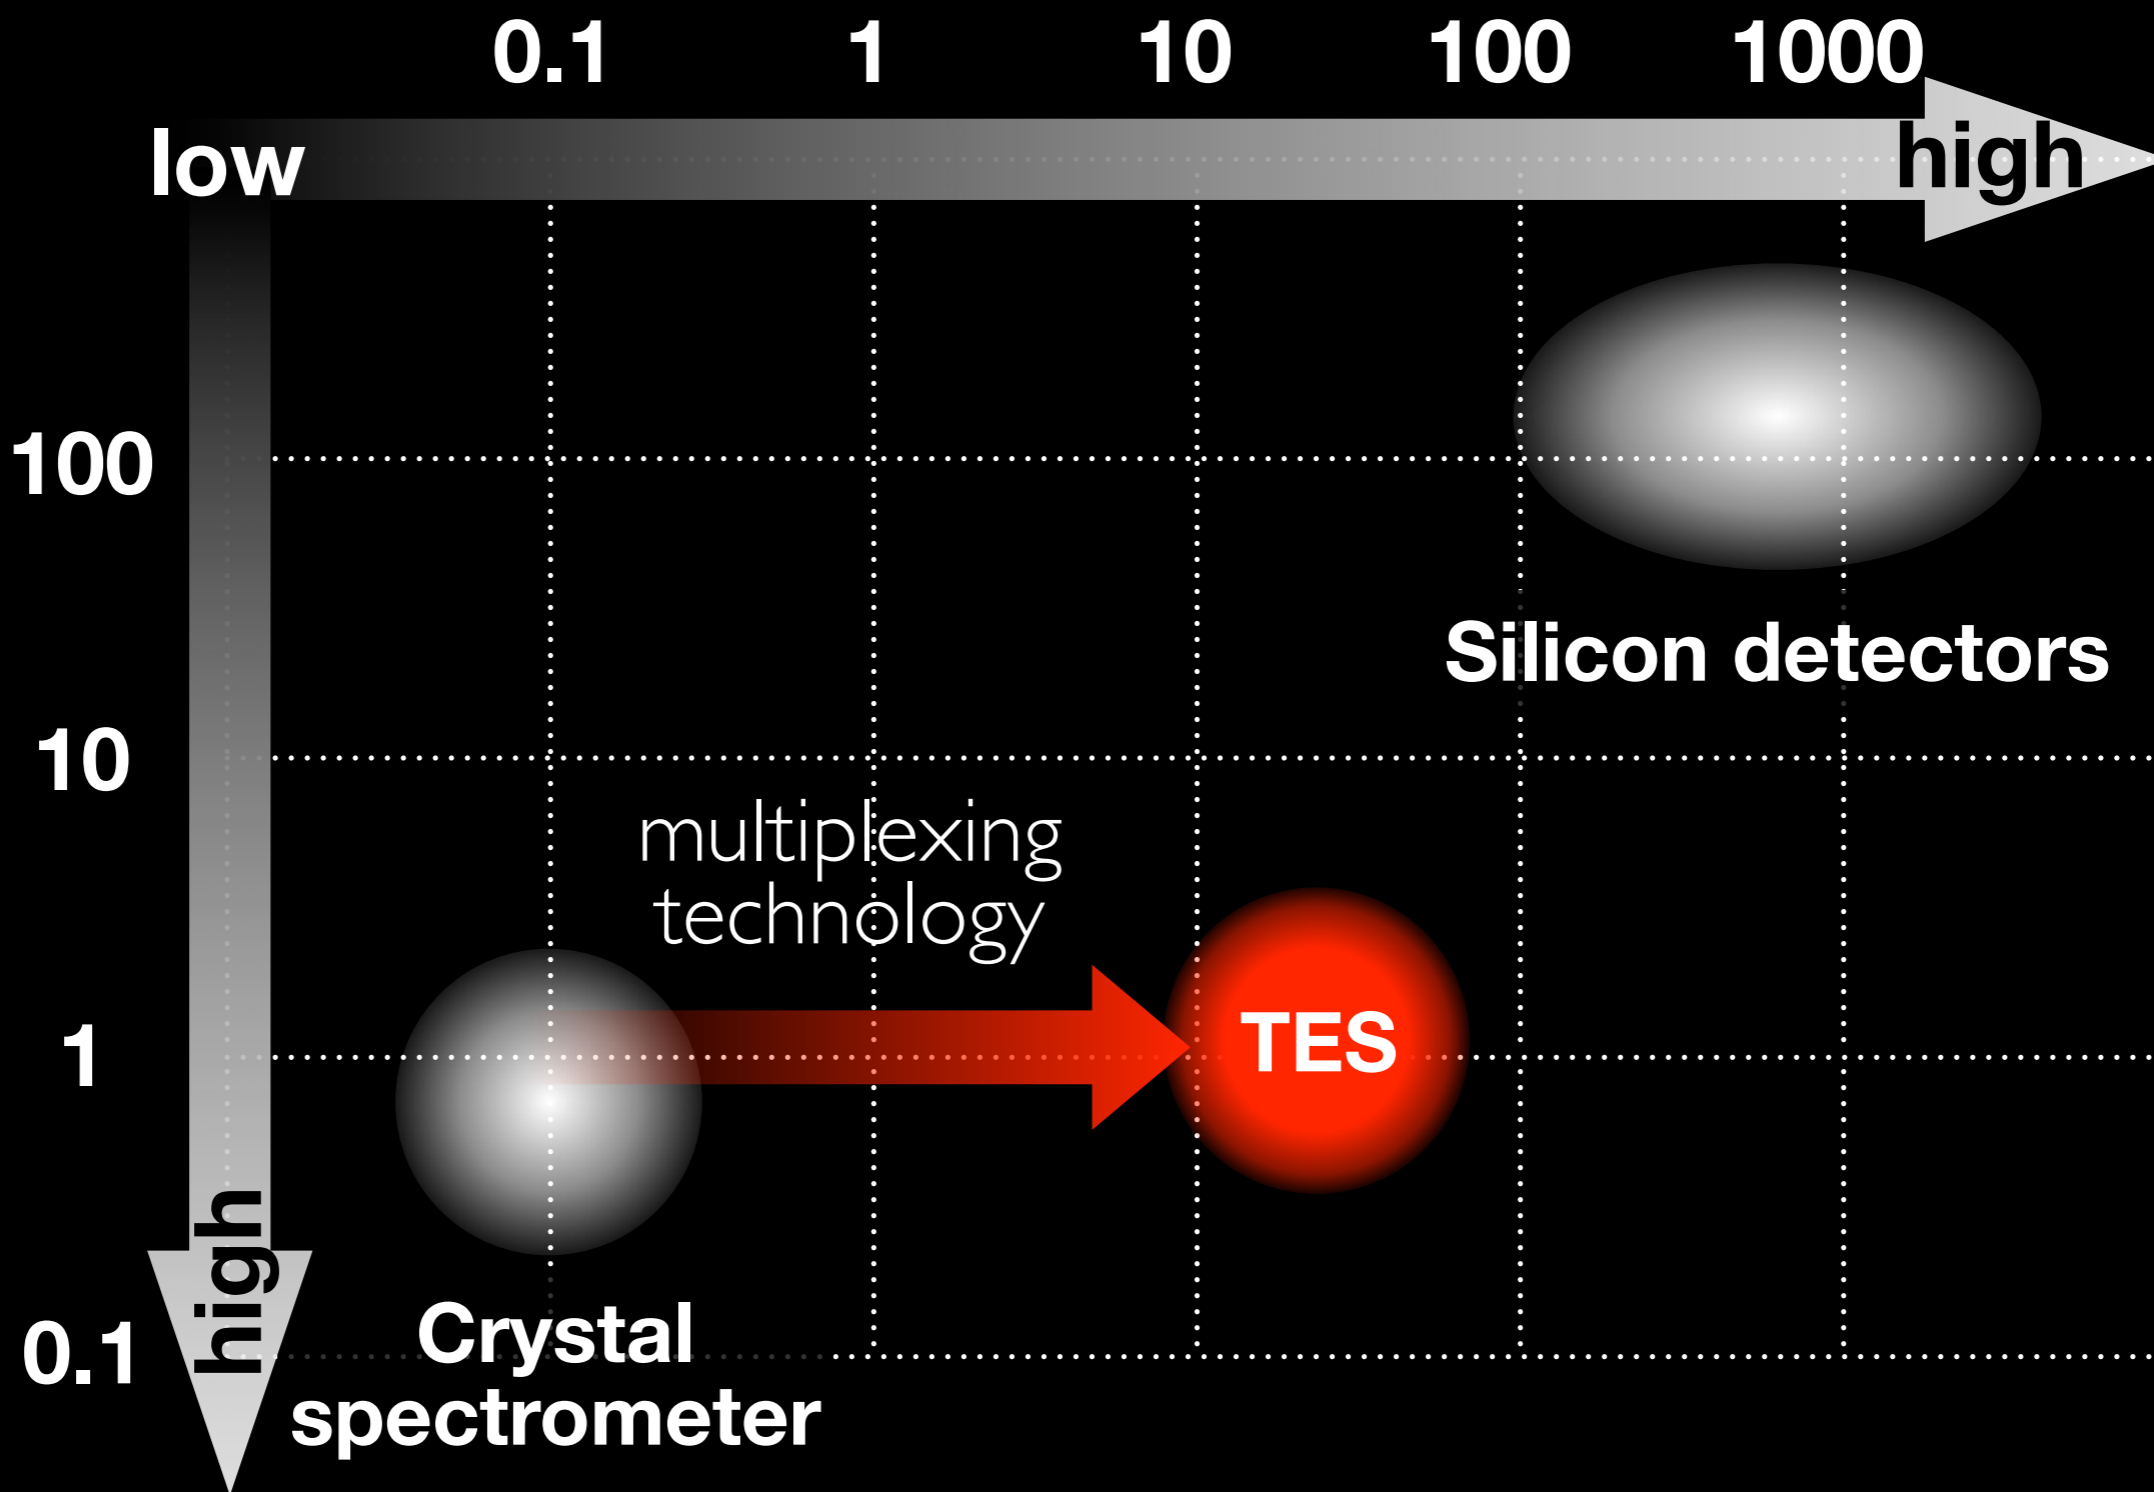 0.1 1 10 100 1000
low high
100
Silicon detectors
10
multiplexing
technology
1
TES
high
0.1
Crystal
spectrometer